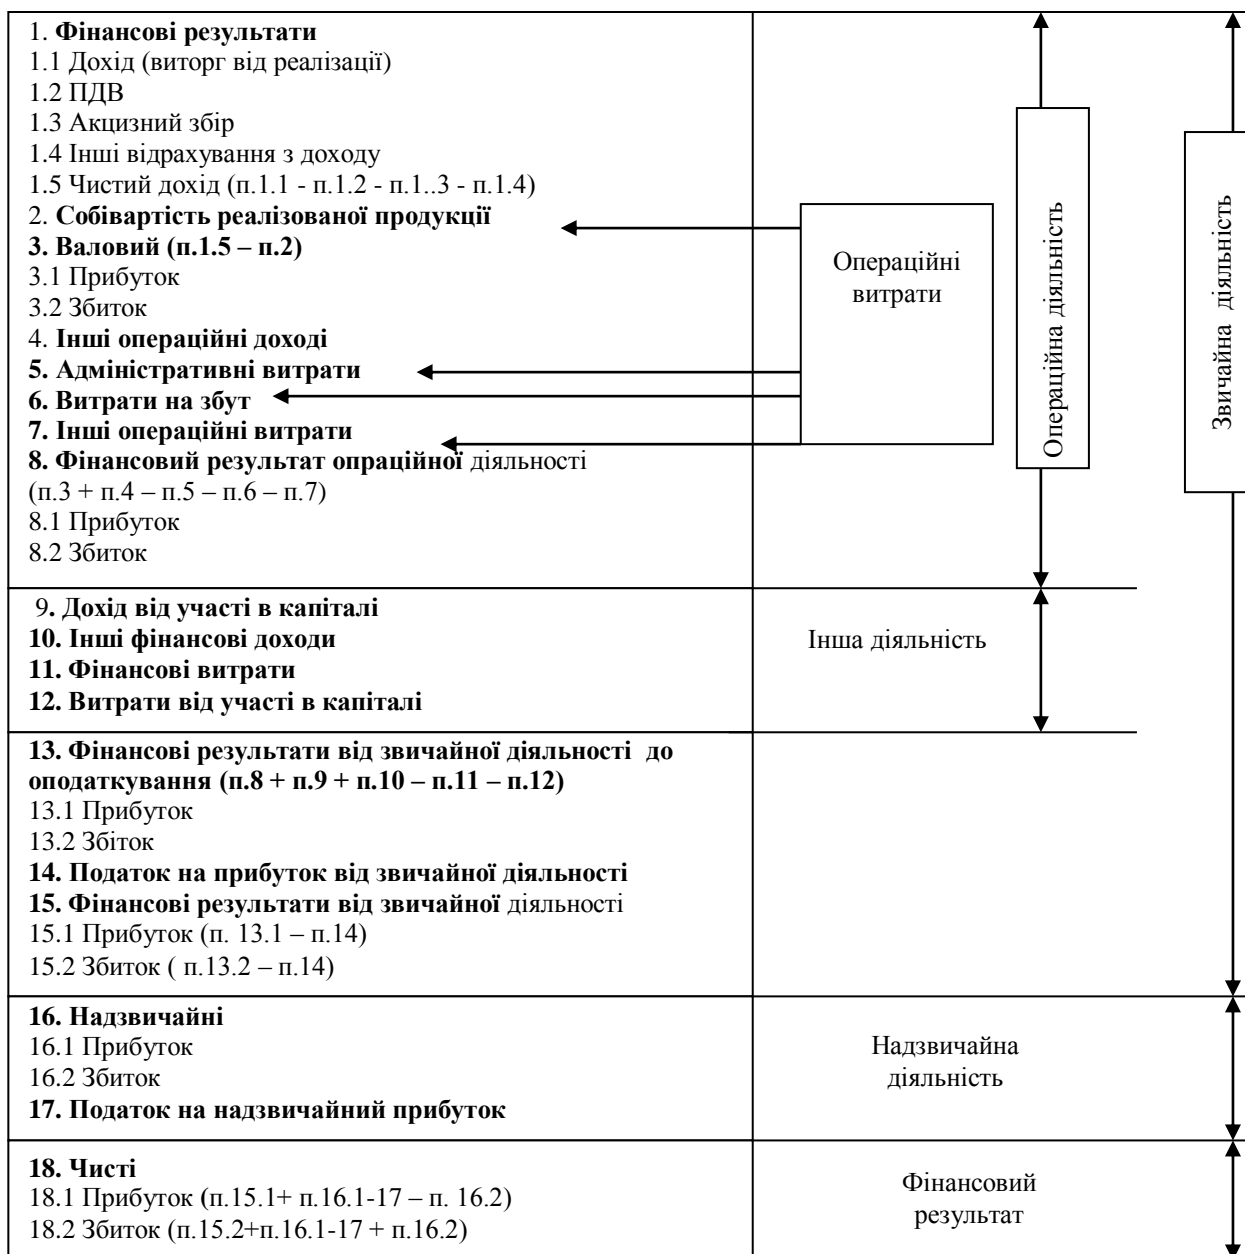 1. Фінансові результати
1.1 Дохід (виторг від реалізації)
1.2 ПДВ
1.3 Акцизний збір
1.4 Інші відрахування з доходу
1.5 Чистий дохід (п.1.1 - п.1.2 - п.1..3 - п.1.4)
2. Собівартість реалізованої продукції
3. Валовий (п.1.5 – п.2)
3.1 Прибуток
3.2 Збиток
4. Інші операційні доході
5. Адміністративні витрати
6. Витрати на збут
7. Інші операційні витрати
8. Фінансовий результат опраційної діяльності
(п.3 + п.4 – п.5 – п.6 – п.7)
8.1 Прибуток
8.2 Збиток
Операційні
витрати
Операційна діяльність
Звичайна діяльність
9. Дохід від участі в капіталі
10. Інші фінансові доходи
11. Фінансові витрати
12. Витрати від участі в капіталі
Інша діяльність
13. Фінансові результати від звичайної діяльності до
оподаткування (п.8 + п.9 + п.10 – п.11 – п.12)
13.1 Прибуток
13.2 Збіток
14. Податок на прибуток від звичайної діяльності
15. Фінансові результати від звичайної діяльності
15.1 Прибуток (п. 13.1 – п.14)
15.2 Збиток ( п.13.2 – п.14)
16. Надзвичайні
16.1 Прибуток
16.2 Збиток
17. Податок на надзвичайний прибуток
Надзвичайна
діяльність
18. Чисті
18.1 Прибуток (п.15.1+ п.16.1-17 – п. 16.2)
18.2 Збиток (п.15.2+п.16.1-17 + п.16.2)
Фінансовий
результат